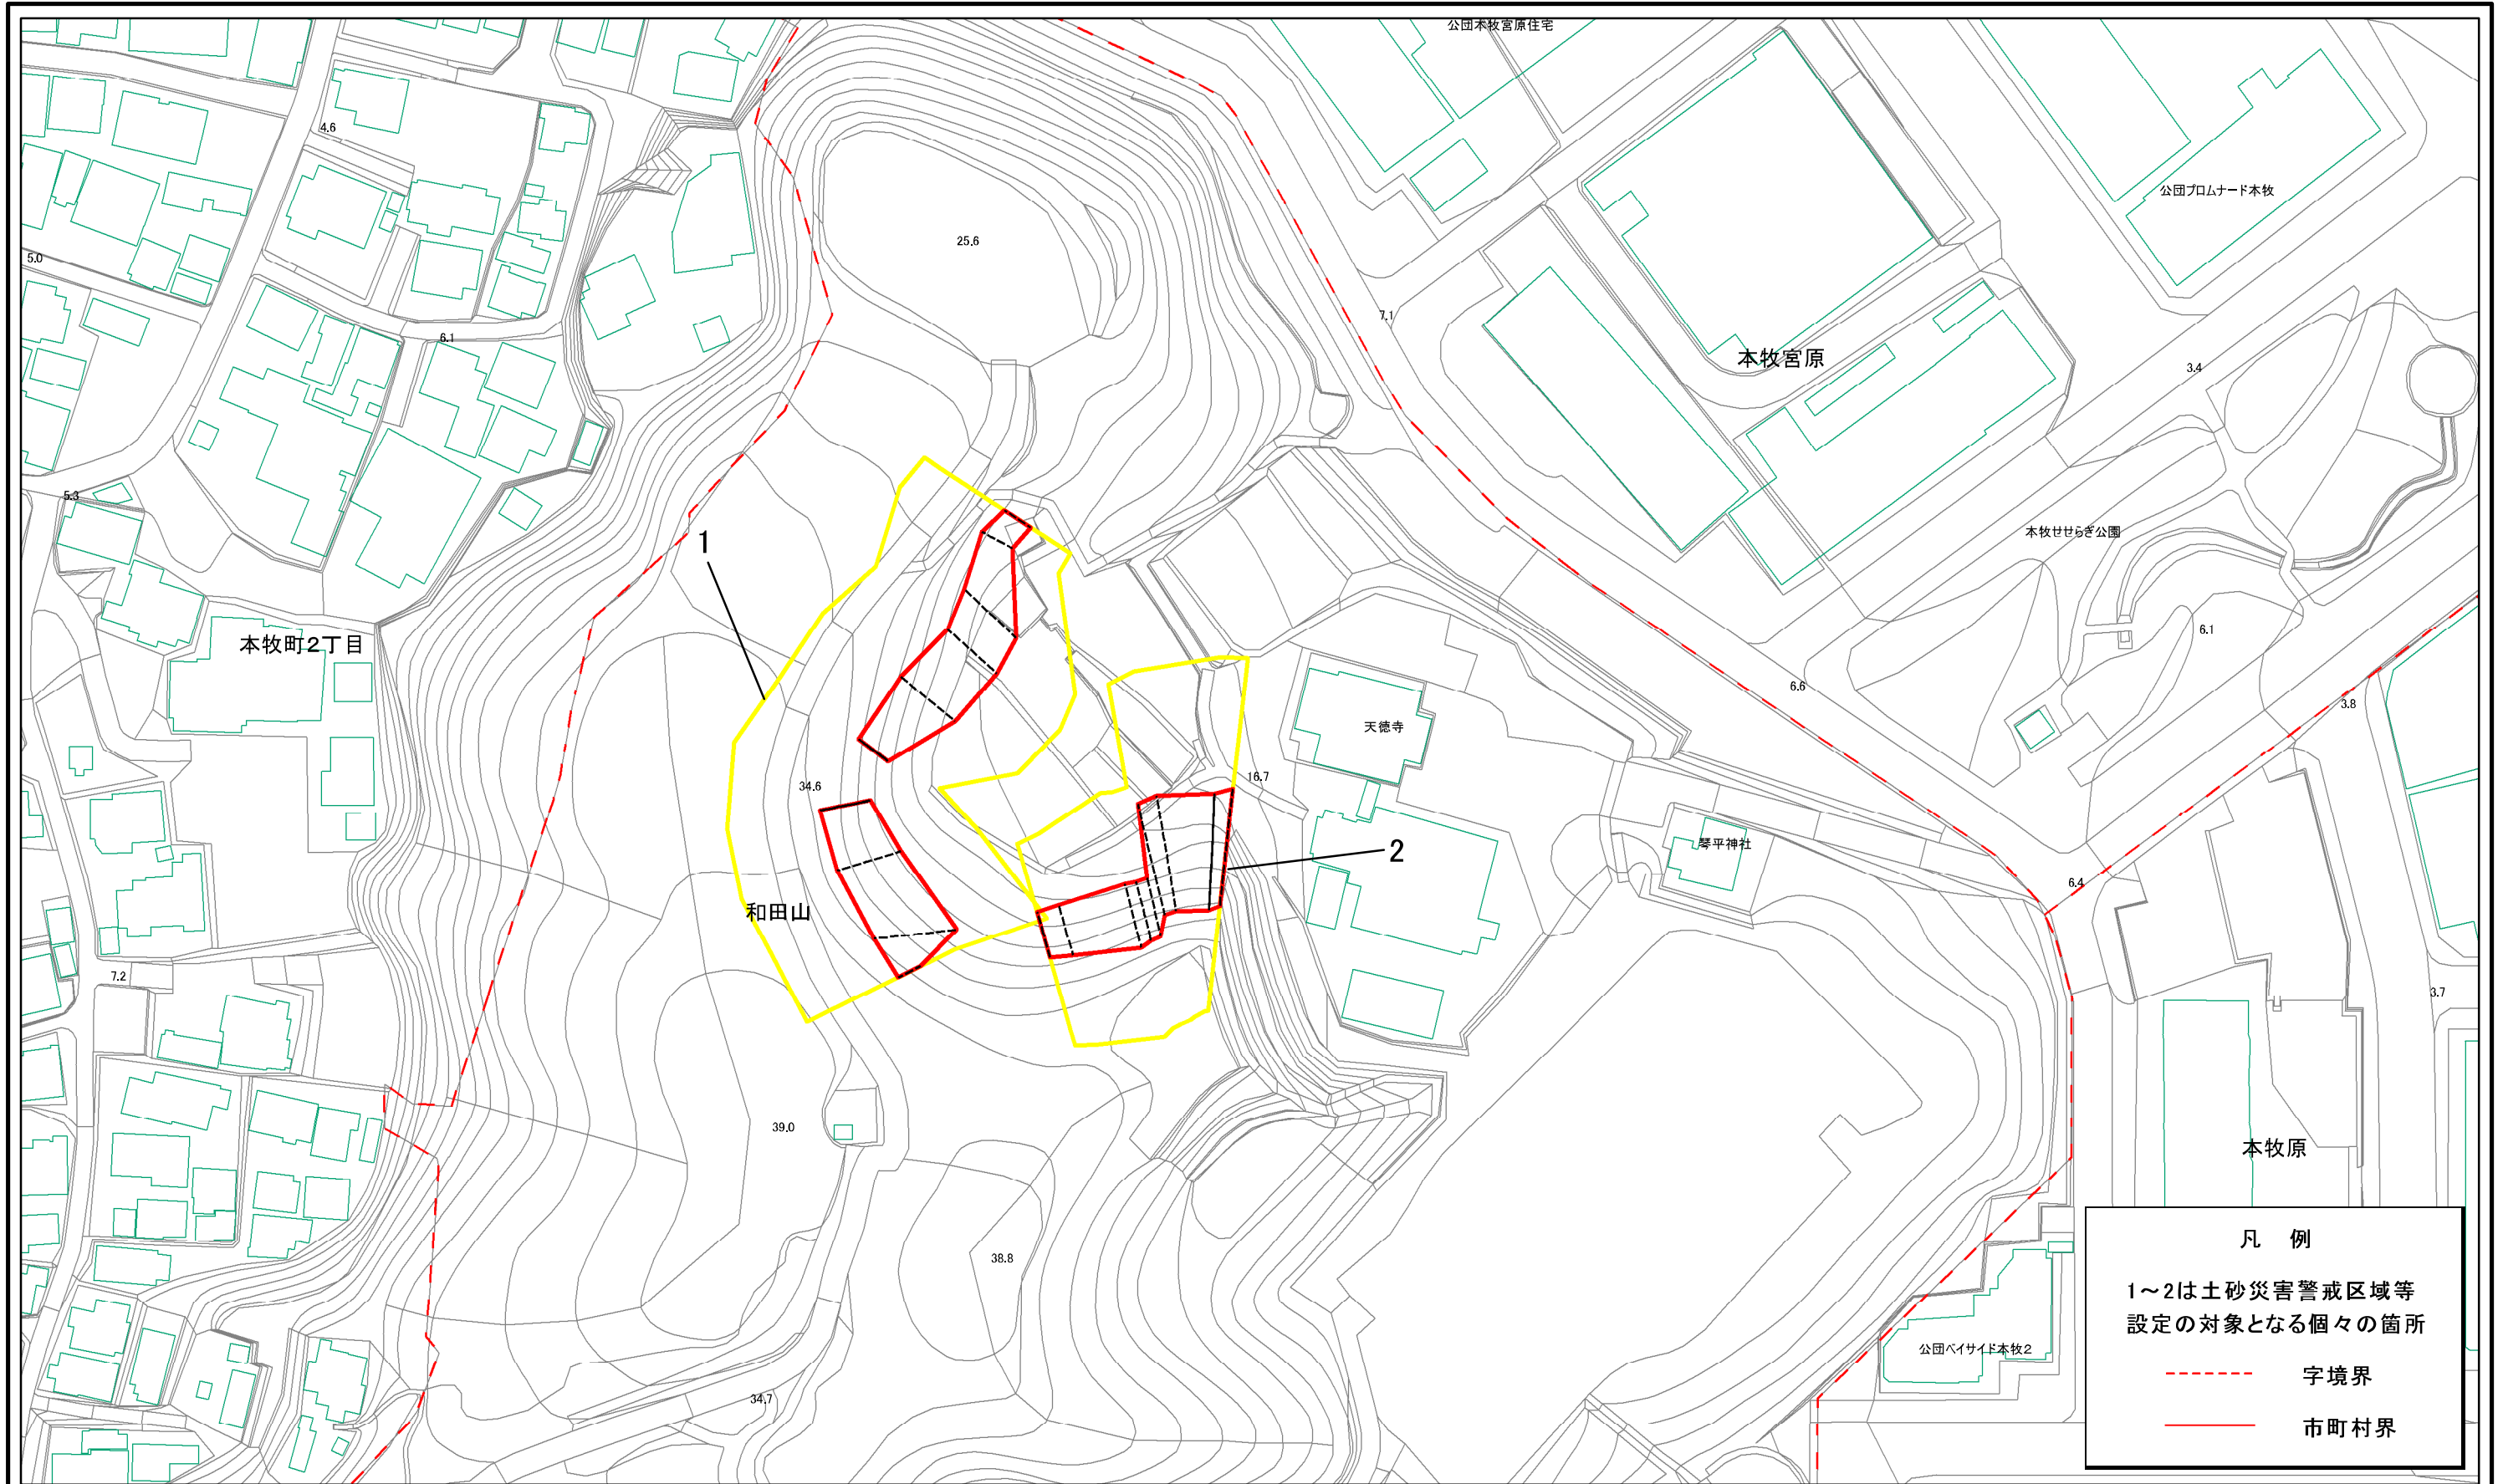 公団本牧宮原住宅
4.6
公団プロムナード本牧
25.6
5.0
7.1
6.1
本牧宮原
3.4
5.3
本牧せせらぎ公園
1
6.1
本牧町2丁目
6.6
3.8
天徳寺
16.7
34.6
琴平神社
2
6.4
和田山
7.2
3.7
39.0
本牧原
38.8
公団ベイサイド本牧2
34.7
凡 例
1～2は土砂災害警戒区域等
設定の対象となる個々の箇所
字境界
市町村界